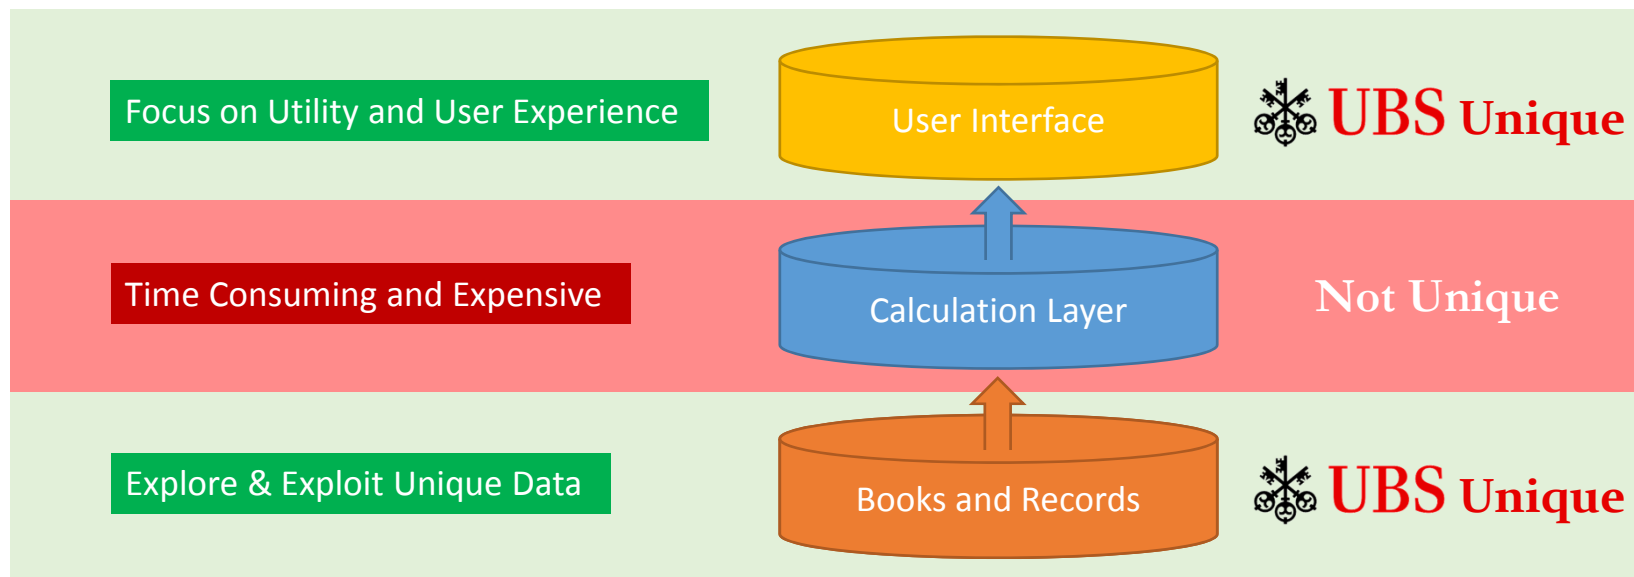 Focus on Utility and User Experience
User Interface
UBS Unique
Time Consuming and Expensive
Calculation Layer
Not Unique
Explore & Exploit Unique Data
Books and Records
UBS Unique